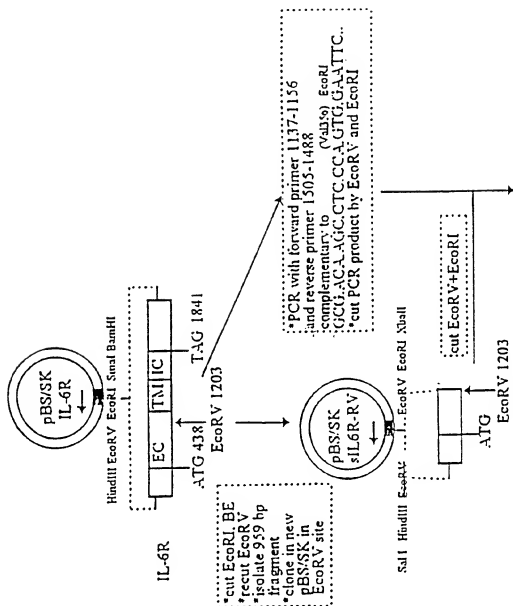 pBS/SK
IL-6R
HindIII EcoRV EcoRI SmaI BamHI
IL-6R
EC TM IC
ATG 438 TAG 1841
EcoRV 1203
*cut EcoRI, BE
*recut EcoRV
*isolate 959 bp
fragment
*clone in new
pBS/SK in
EcoRV site
*PCR with forward primer 1137-1156
and reverse primer 1505-1488
complementary to
(Val356) EcoRI
GCG.ACA.AGC.CTC.CCA.GTG.GAATTC..
*cut PCR product by EcoRV and EcoRI
pBS/SK
sIL6R-RV
SalI HindIII EcoRV EcoRV EcoRI XbaII
ATG
EcoRV 1203
cut EcoRV+EcoRI